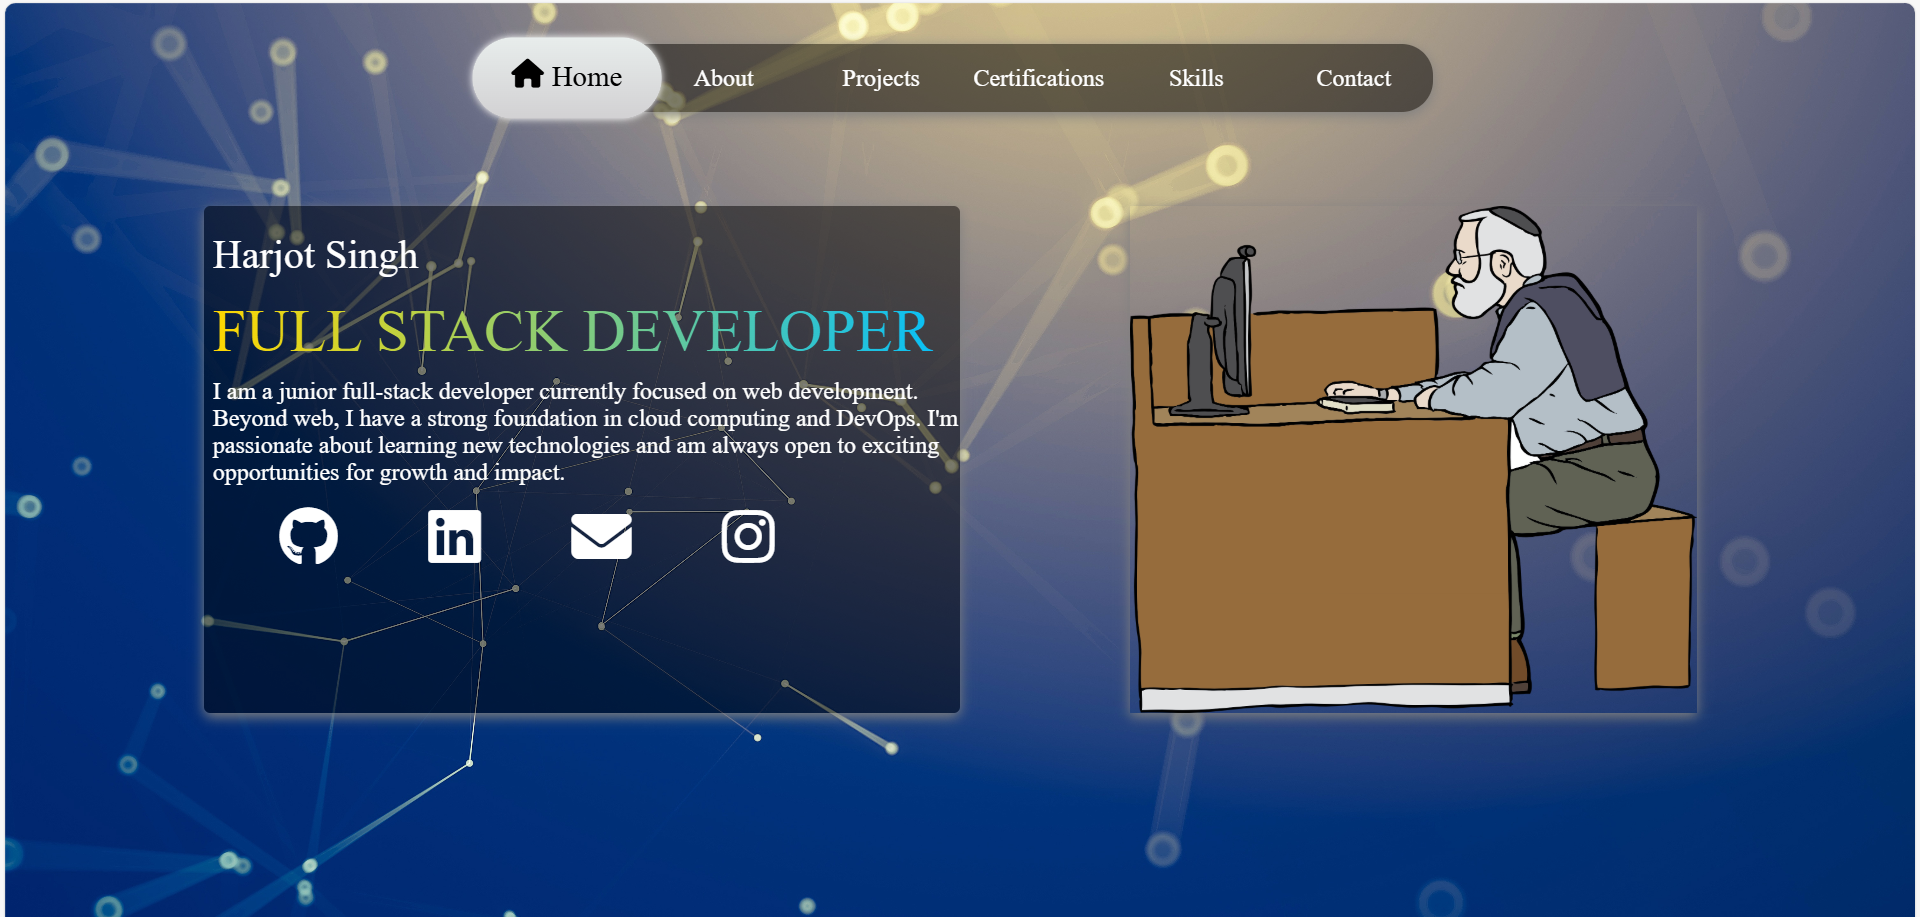 Home About Projects Certifications Skills Contact
Harjot Singh
FULL STACK DEVELOPER
I am a junior full-stack developer currently focused on web development.
Beyond web, I have a strong foundation in cloud computing and DevOps. I'm
passionate about learning new technologies and am always open to exciting
opportunities for growth and impact.
in